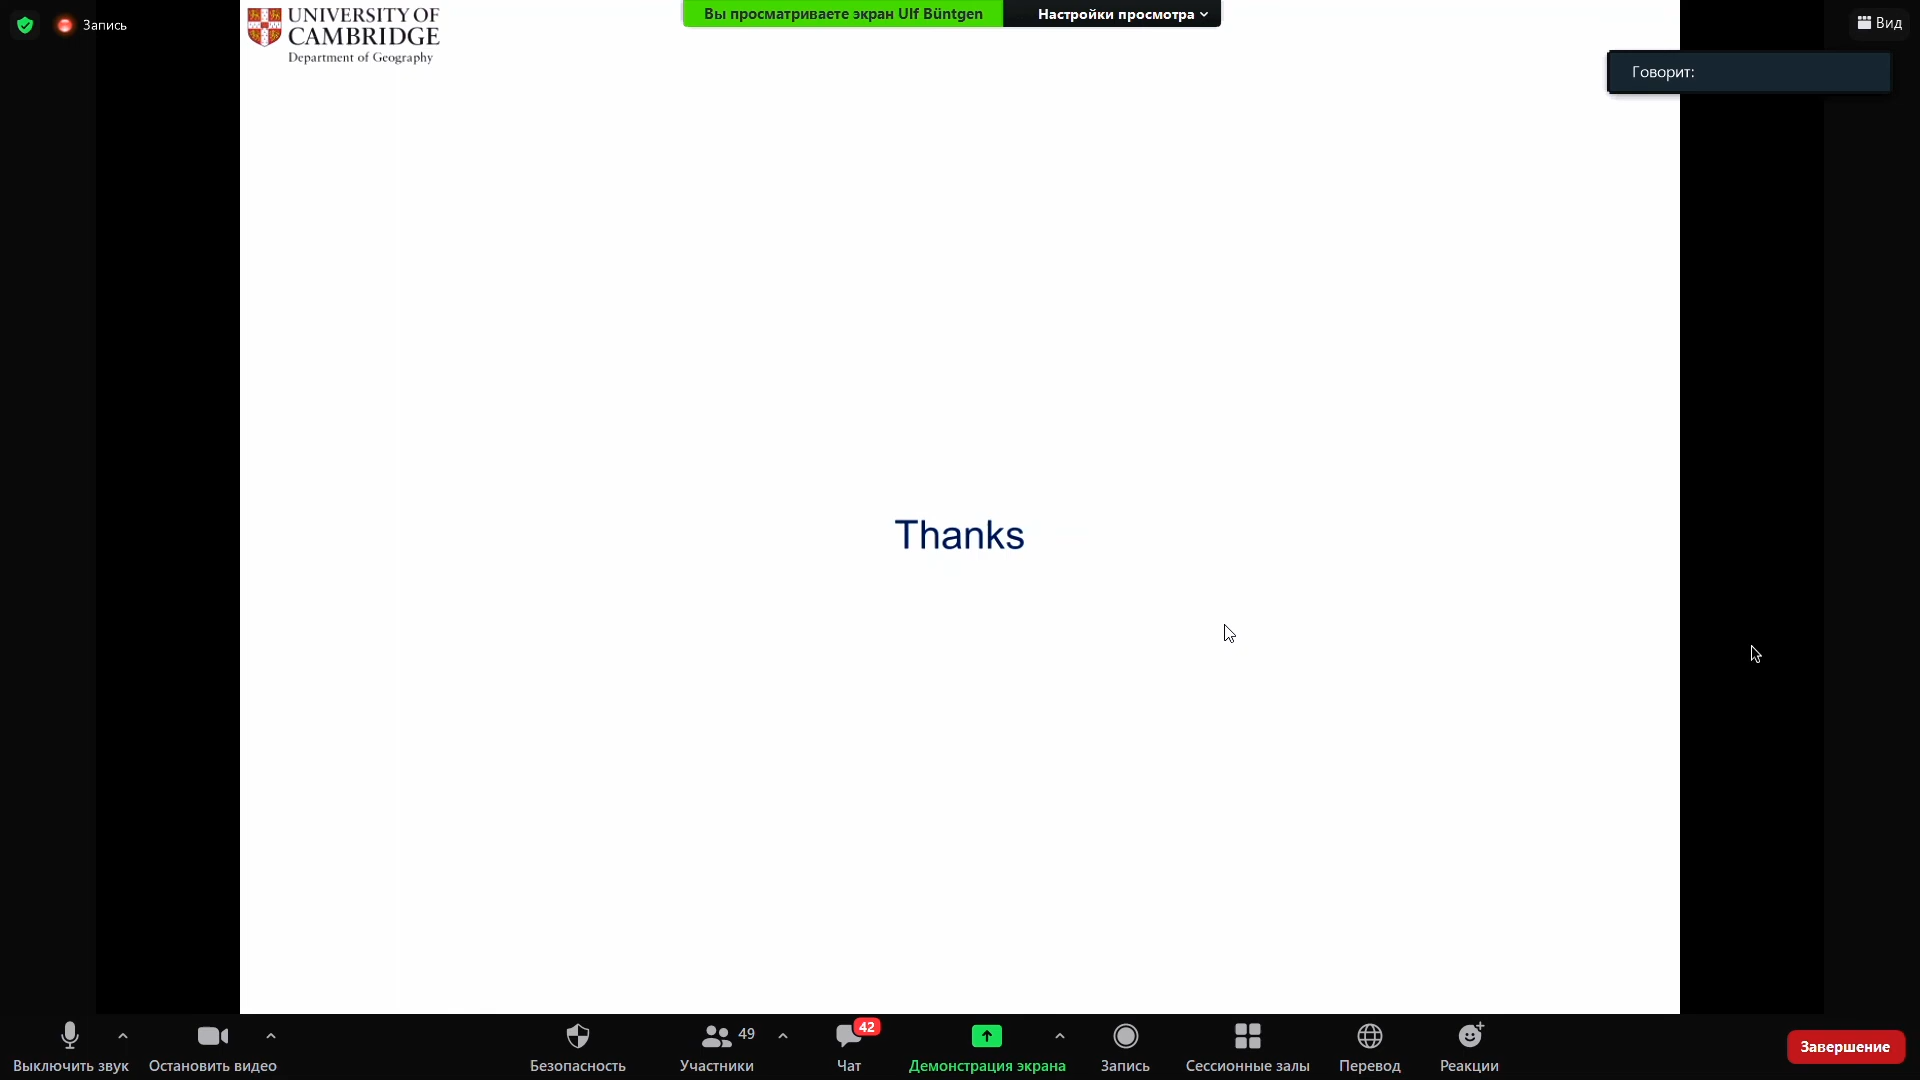 Запись
UNIVERSITY OF
CAMBRIDGE
Department of Geography
Вы просматриваете экран Ulf Büntgen
Настройки просмотра
Вид
Говорит:
Thanks
49
42
Выключить звук
Остановить видео
Безопасность
Участники
Чат
Демонстрация экрана
Запись
Сессионные залы
Перевод
Реакции
Завершение